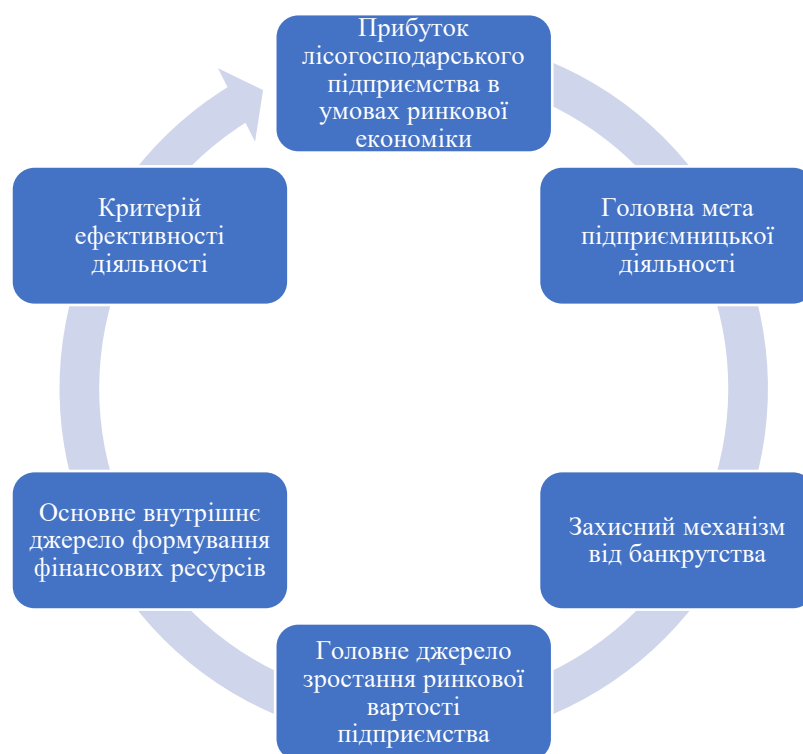 Прибуток
лісогосподарського
підприємства в
умовах ринкової
економіки
Головна мета
підприємницької
діяльності
Захисний механізм
від банкрутства
Головне джерело
зростання ринкової
вартості
підприємства
Основне внутрішнє
джерело формування
фінансових ресурсів
Критерій
ефективності
діяльності